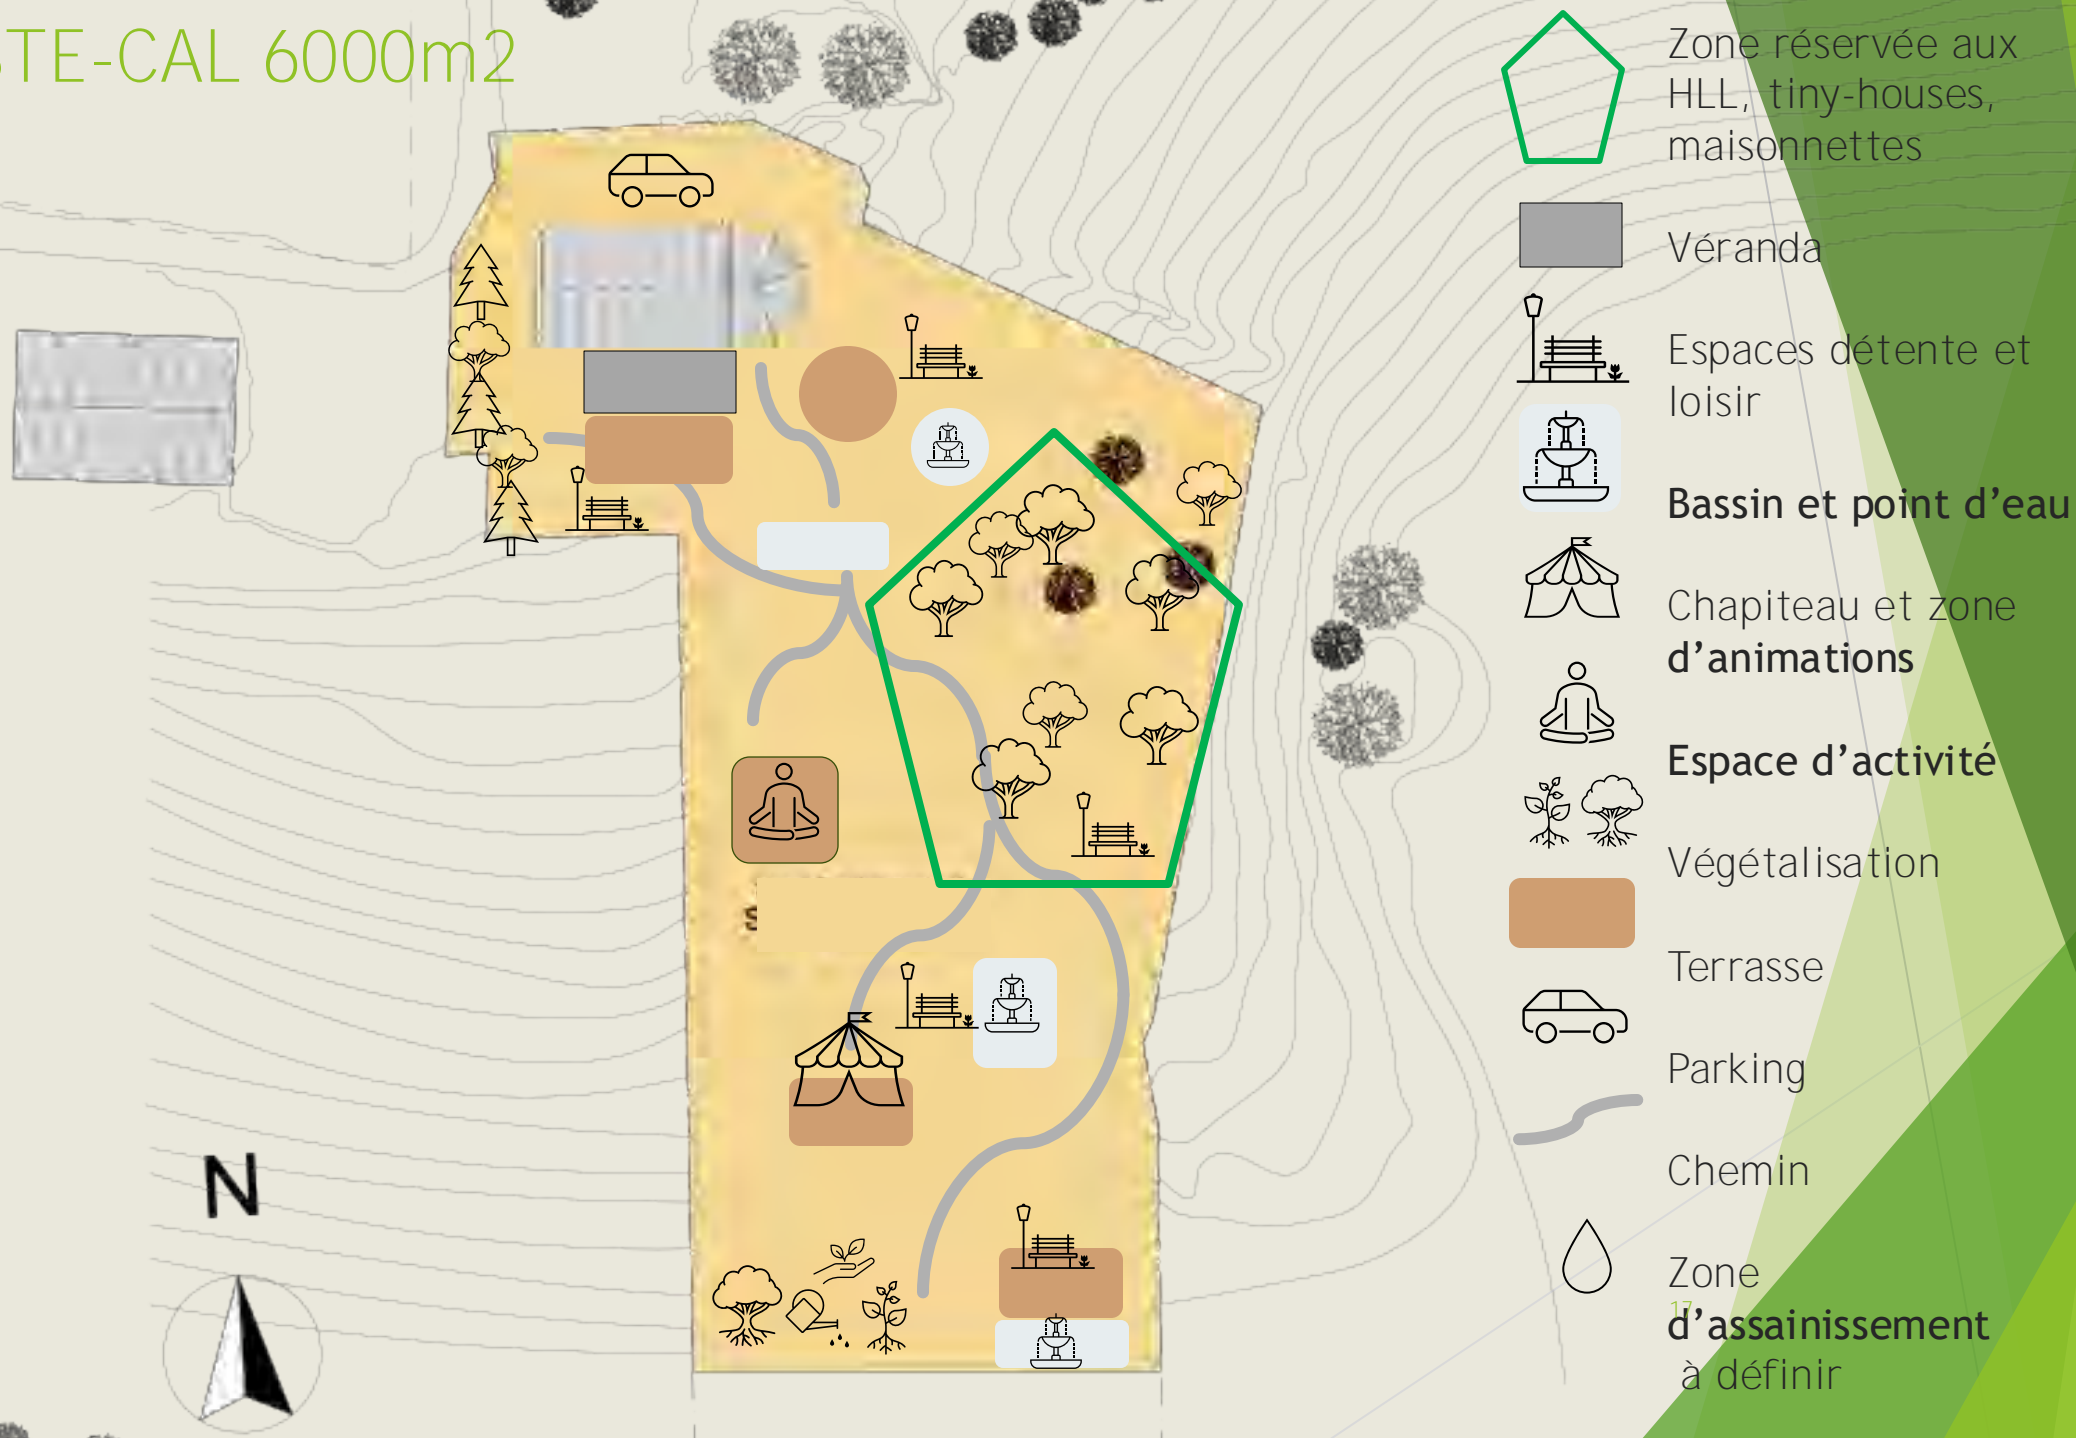 TE-CAL 6000m2
Zone réservée aux
HLL, tiny-houses,
maisonnettes
Véranda
Espaces détente et
loisir
Bassin et point d’eau
Chapiteau et zone
d’animations
Espace d’activité
Végétalisation
Terrasse
Parking
Chemin
Zone
17
d’assainissement
à définir
S
N